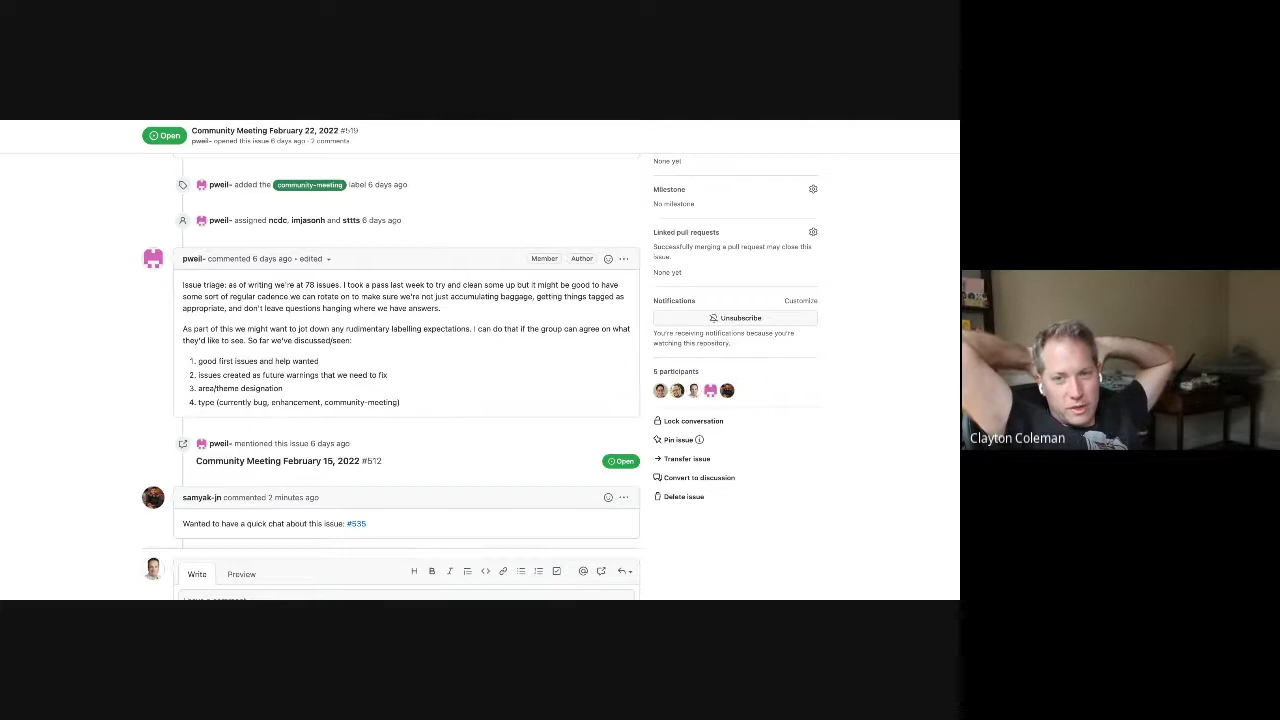 Open
Community Meeting February 22, 2022 #519
pweil- opened this issue 6 days ago · 2 comments
pweil- added the community-meeting label 6 days ago
pweil- assigned ncdc, imjasonh and sttts 6 days ago
pweil- commented 6 days ago • edited
Member
Author
Issue triage: as of writing we're at 78 issues. I took a pass last week to try and clean some up but it might be good to have
some sort of regular cadence we can rotate on to make sure we're not just accumulating baggage, getting things tagged as
appropriate, and don't leave questions hanging where we have answers.
As part of this we might want to jot down any rudimentary labelling expectations. I can do that if the group can agree on what
they'd like to see. So far we've discussed/seen:
1. good first issues and help wanted
2. issues created as future warnings that we need to fix
3. area/theme designation
4. type (currently bug, enhancement, community-meeting)
pweil- mentioned this issue 6 days ago
Community Meeting February 15, 2022 #512
Open
samyak-jn commented 2 minutes ago
Wanted to have a quick chat about this issue: #535
Write
Preview
None yet
Milestone
No milestone
Linked pull requests
Successfully merging a pull request may close this
issue.
None yet
Notifications
Customize
Unsubscribe
You're receiving notifications because you're
watching this repository.
5 participants
Lock conversation
Pin issue
Transfer issue
Convert to discussion
Delete issue
Clayton Coleman